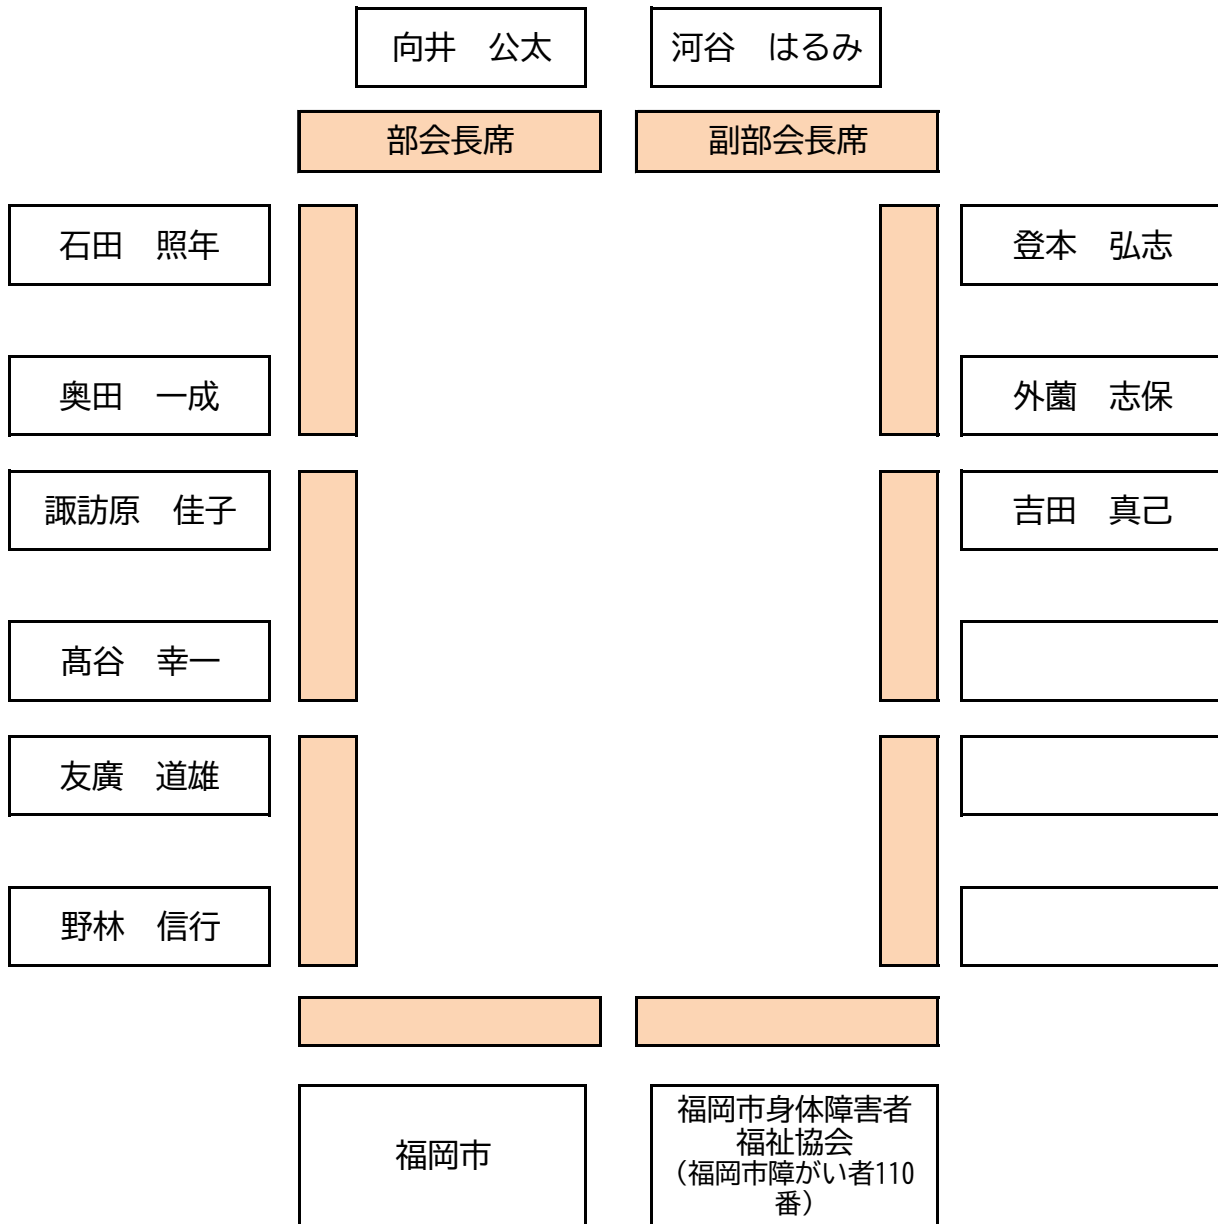 向井　公太
河谷　はるみ
部会長席
副部会長席
石田　照年
登本　弘志
奥田　一成
外薗　志保
諏訪原　佳子
吉田　真己
髙谷　幸一
友廣　道雄
野林　信行
福岡市
福岡市身体障害者
福祉協会
（福岡市障がい者110
番）